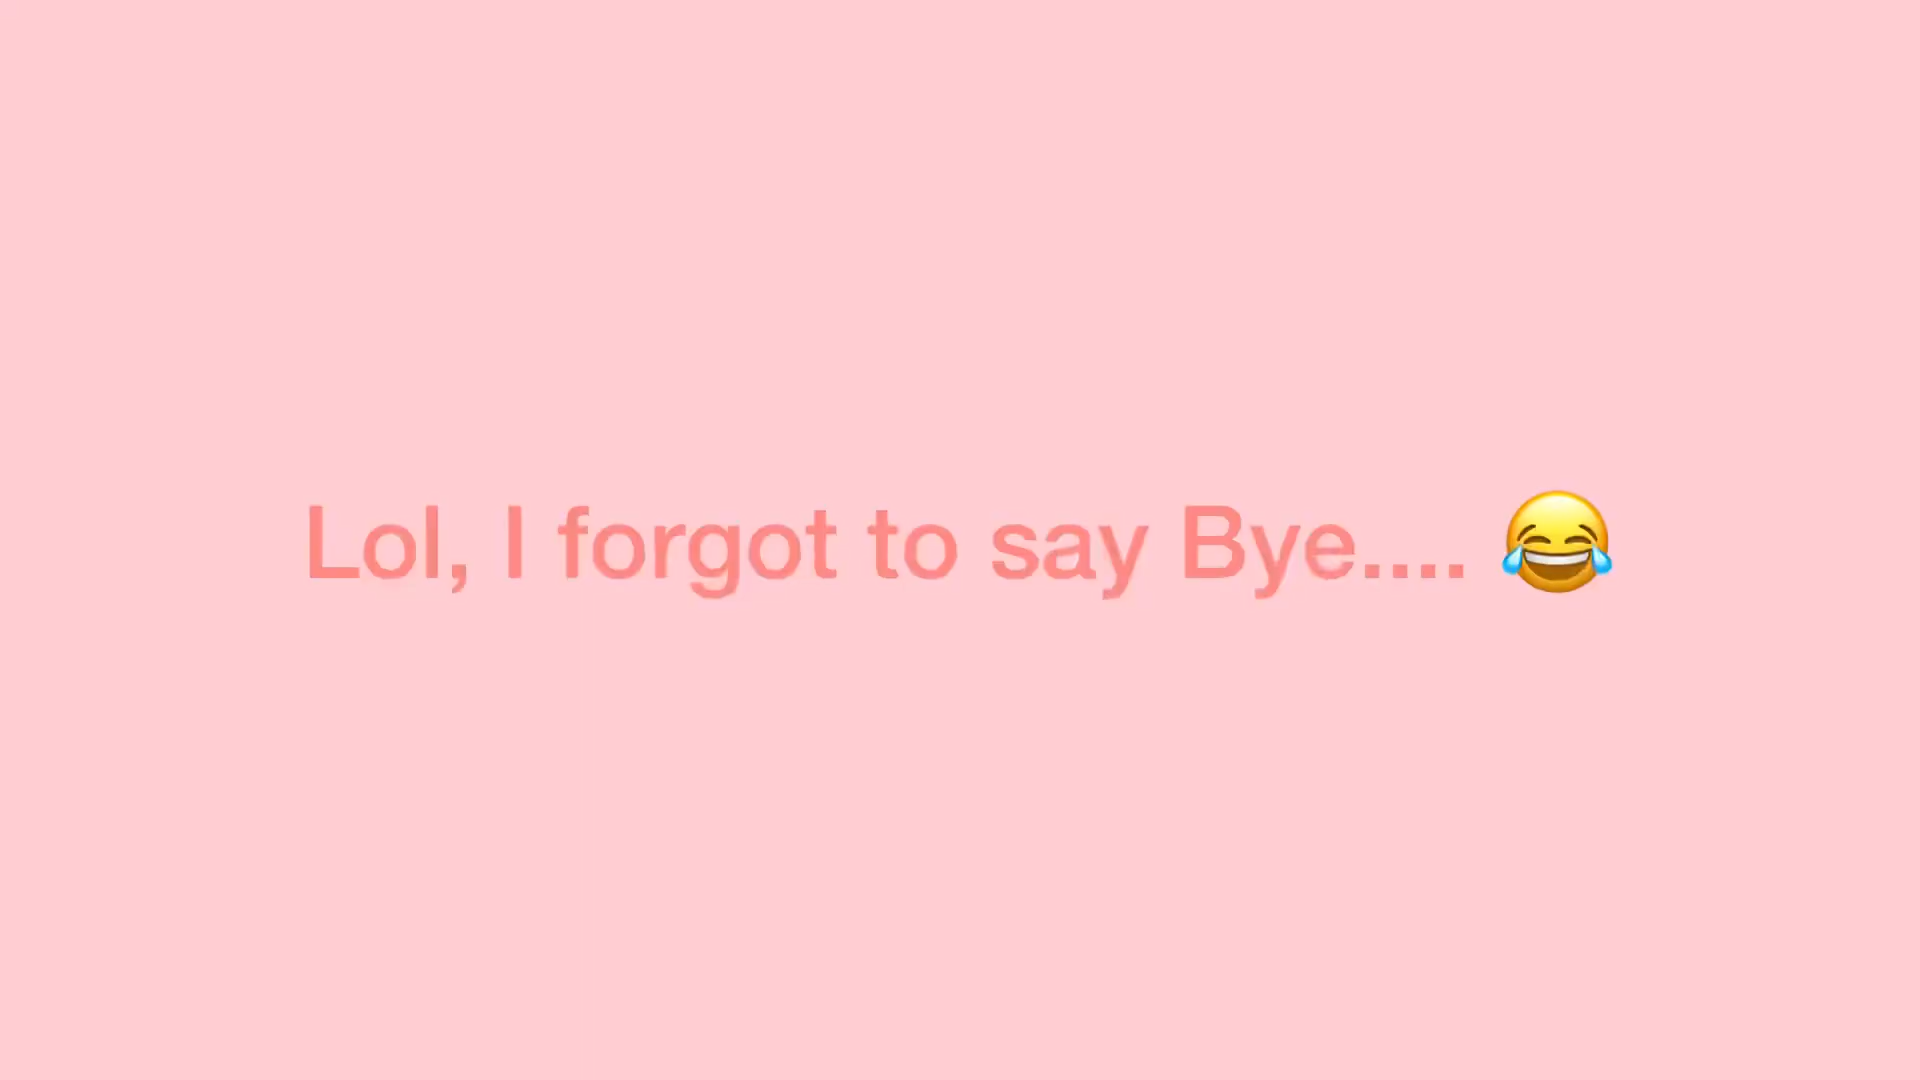 Lol, I forgot to say Bye.... 😂